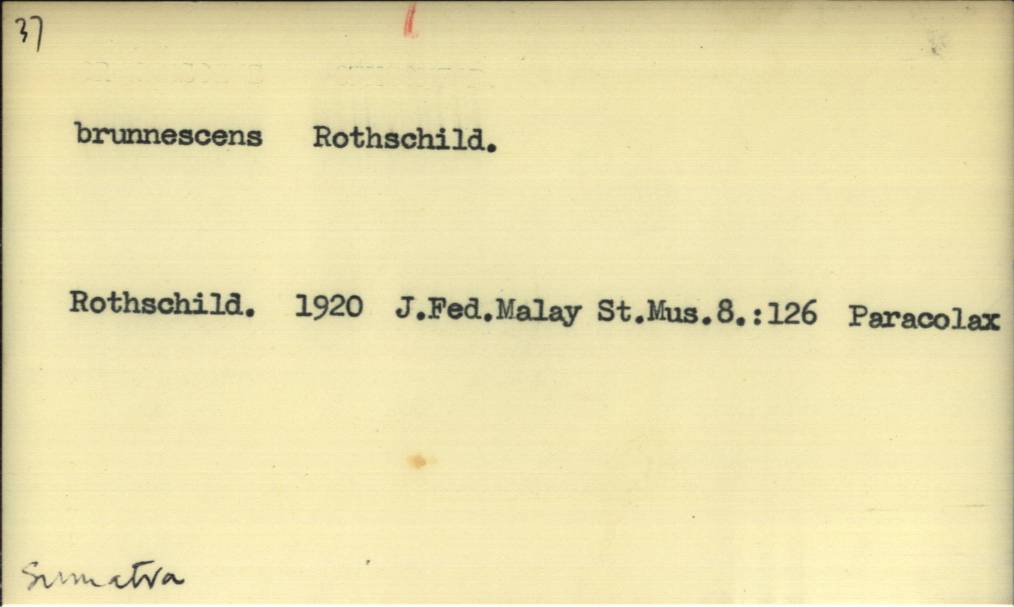 37
brunnescens Rothschild.
Rothschild. 1920 J.Fed.Malay St.Mus.8.:126 Paracolax
Sumatra